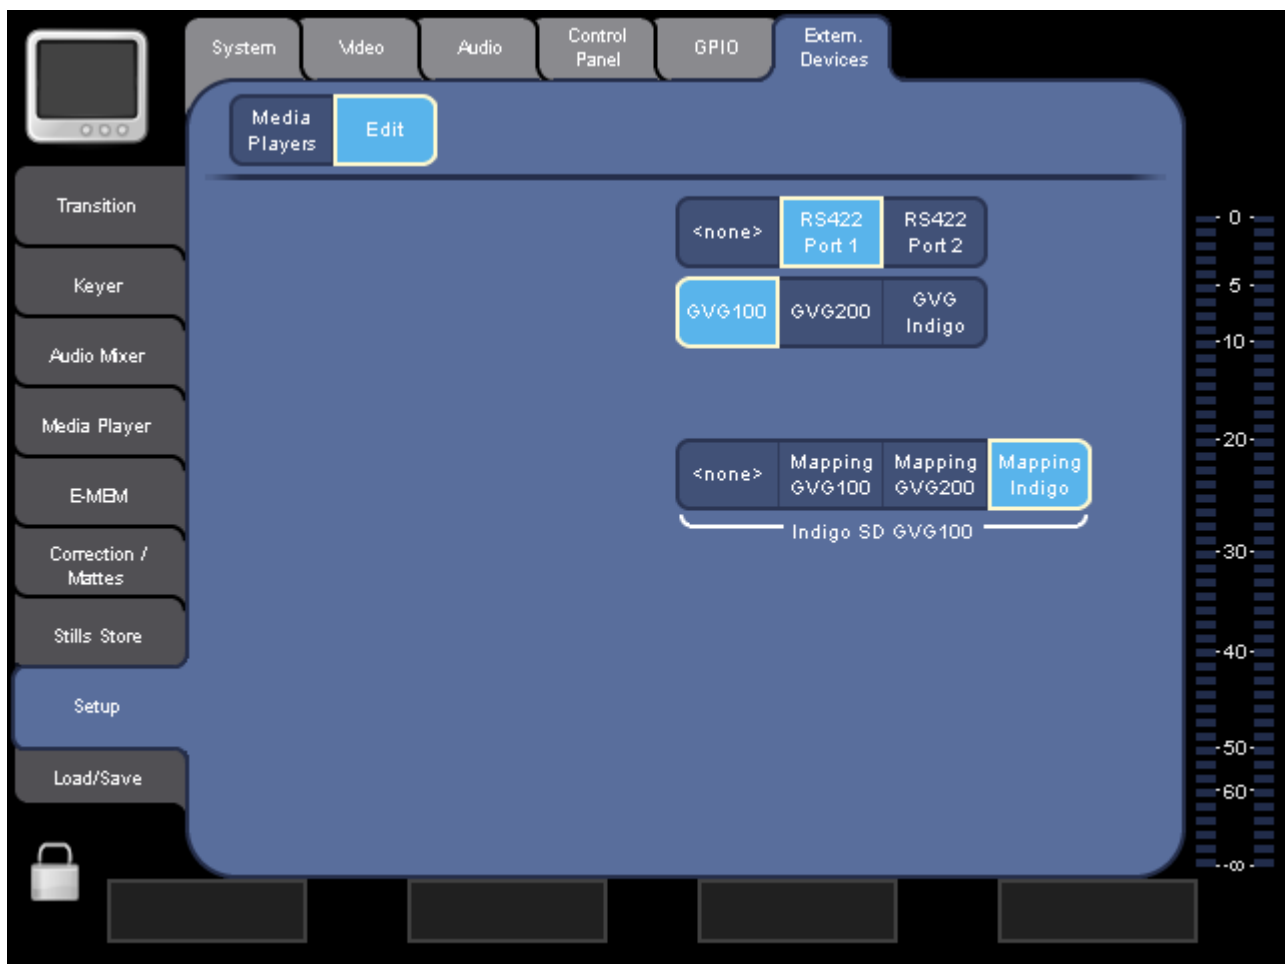 System
Video
Audio
Control
Panel
GPIO
Extern.
Devices
Media
Players
Edit
Transition
Keyer
Audio Mixer
Media Player
E-MEM
Correction /
Mattes
Stills Store
Setup
Load/Save
<none>
RS422
Port 1
RS422
Port 2
GVG100
GVG200
GVG
Indigo
<none>
Mapping
GVG100
Mapping
GVG200
Mapping
Indigo
Indigo SD GVG100
- 0 -
- 5 -
-10-
-20-
-30-
-40-
-50-
-60-
--∞-